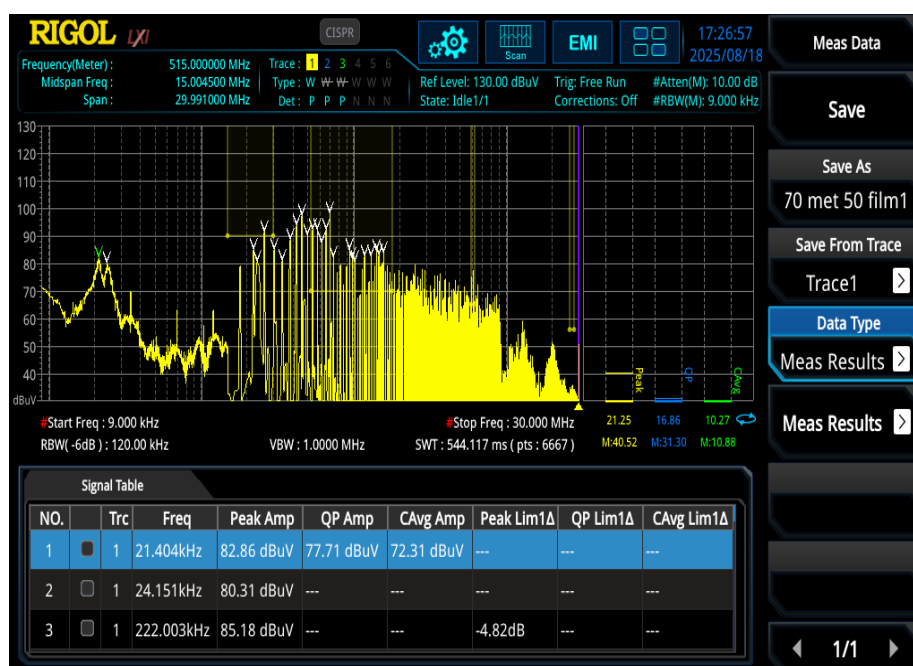 RIGOL LXI
CISPR
Scan
EMI
17:26:57
2025/08/18
Frequency(Meter) : 515.000000 MHz
Midspan Freq : 15.004500 MHz
Span : 29.991000 MHz
Trace : 1 2 3 4 5 6
Type : W W W W W W
Det : P P P N N N
Ref Level: 130.00 dBuV Trig: Free Run #Atten(M): 10.00 dB
State: Idle1/1 Corrections: Off #RBW(M): 9.000 kHz
130
120
110
100
90
80
70
60
50
40
dBuV
Peak
QP
CAvg
21.25 16.86 10.27
M:40.52 M:31.30 M:10.88
#Start Freq : 9.000 kHz #Stop Freq : 30.000 MHz
RBW( -6dB ) : 120.00 kHz VBW : 1.0000 MHz SWT : 544.117 ms ( pts : 6667 )
Signal Table
NO. Trc Freq Peak Amp QP Amp CAvg Amp Peak Lim1Δ QP Lim1Δ CAvg Lim1Δ
1 1 21.404kHz 82.86 dBuV 77.71 dBuV 72.31 dBuV --- --- ---
2 1 24.151kHz 80.31 dBuV --- --- --- --- ---
3 1 222.003kHz 85.18 dBuV --- --- -4.82dB --- ---
Meas Data
Save
Save As
70 met 50 film1
Save From Trace
Trace1 >
Data Type
Meas Results >
Meas Results >
1/1